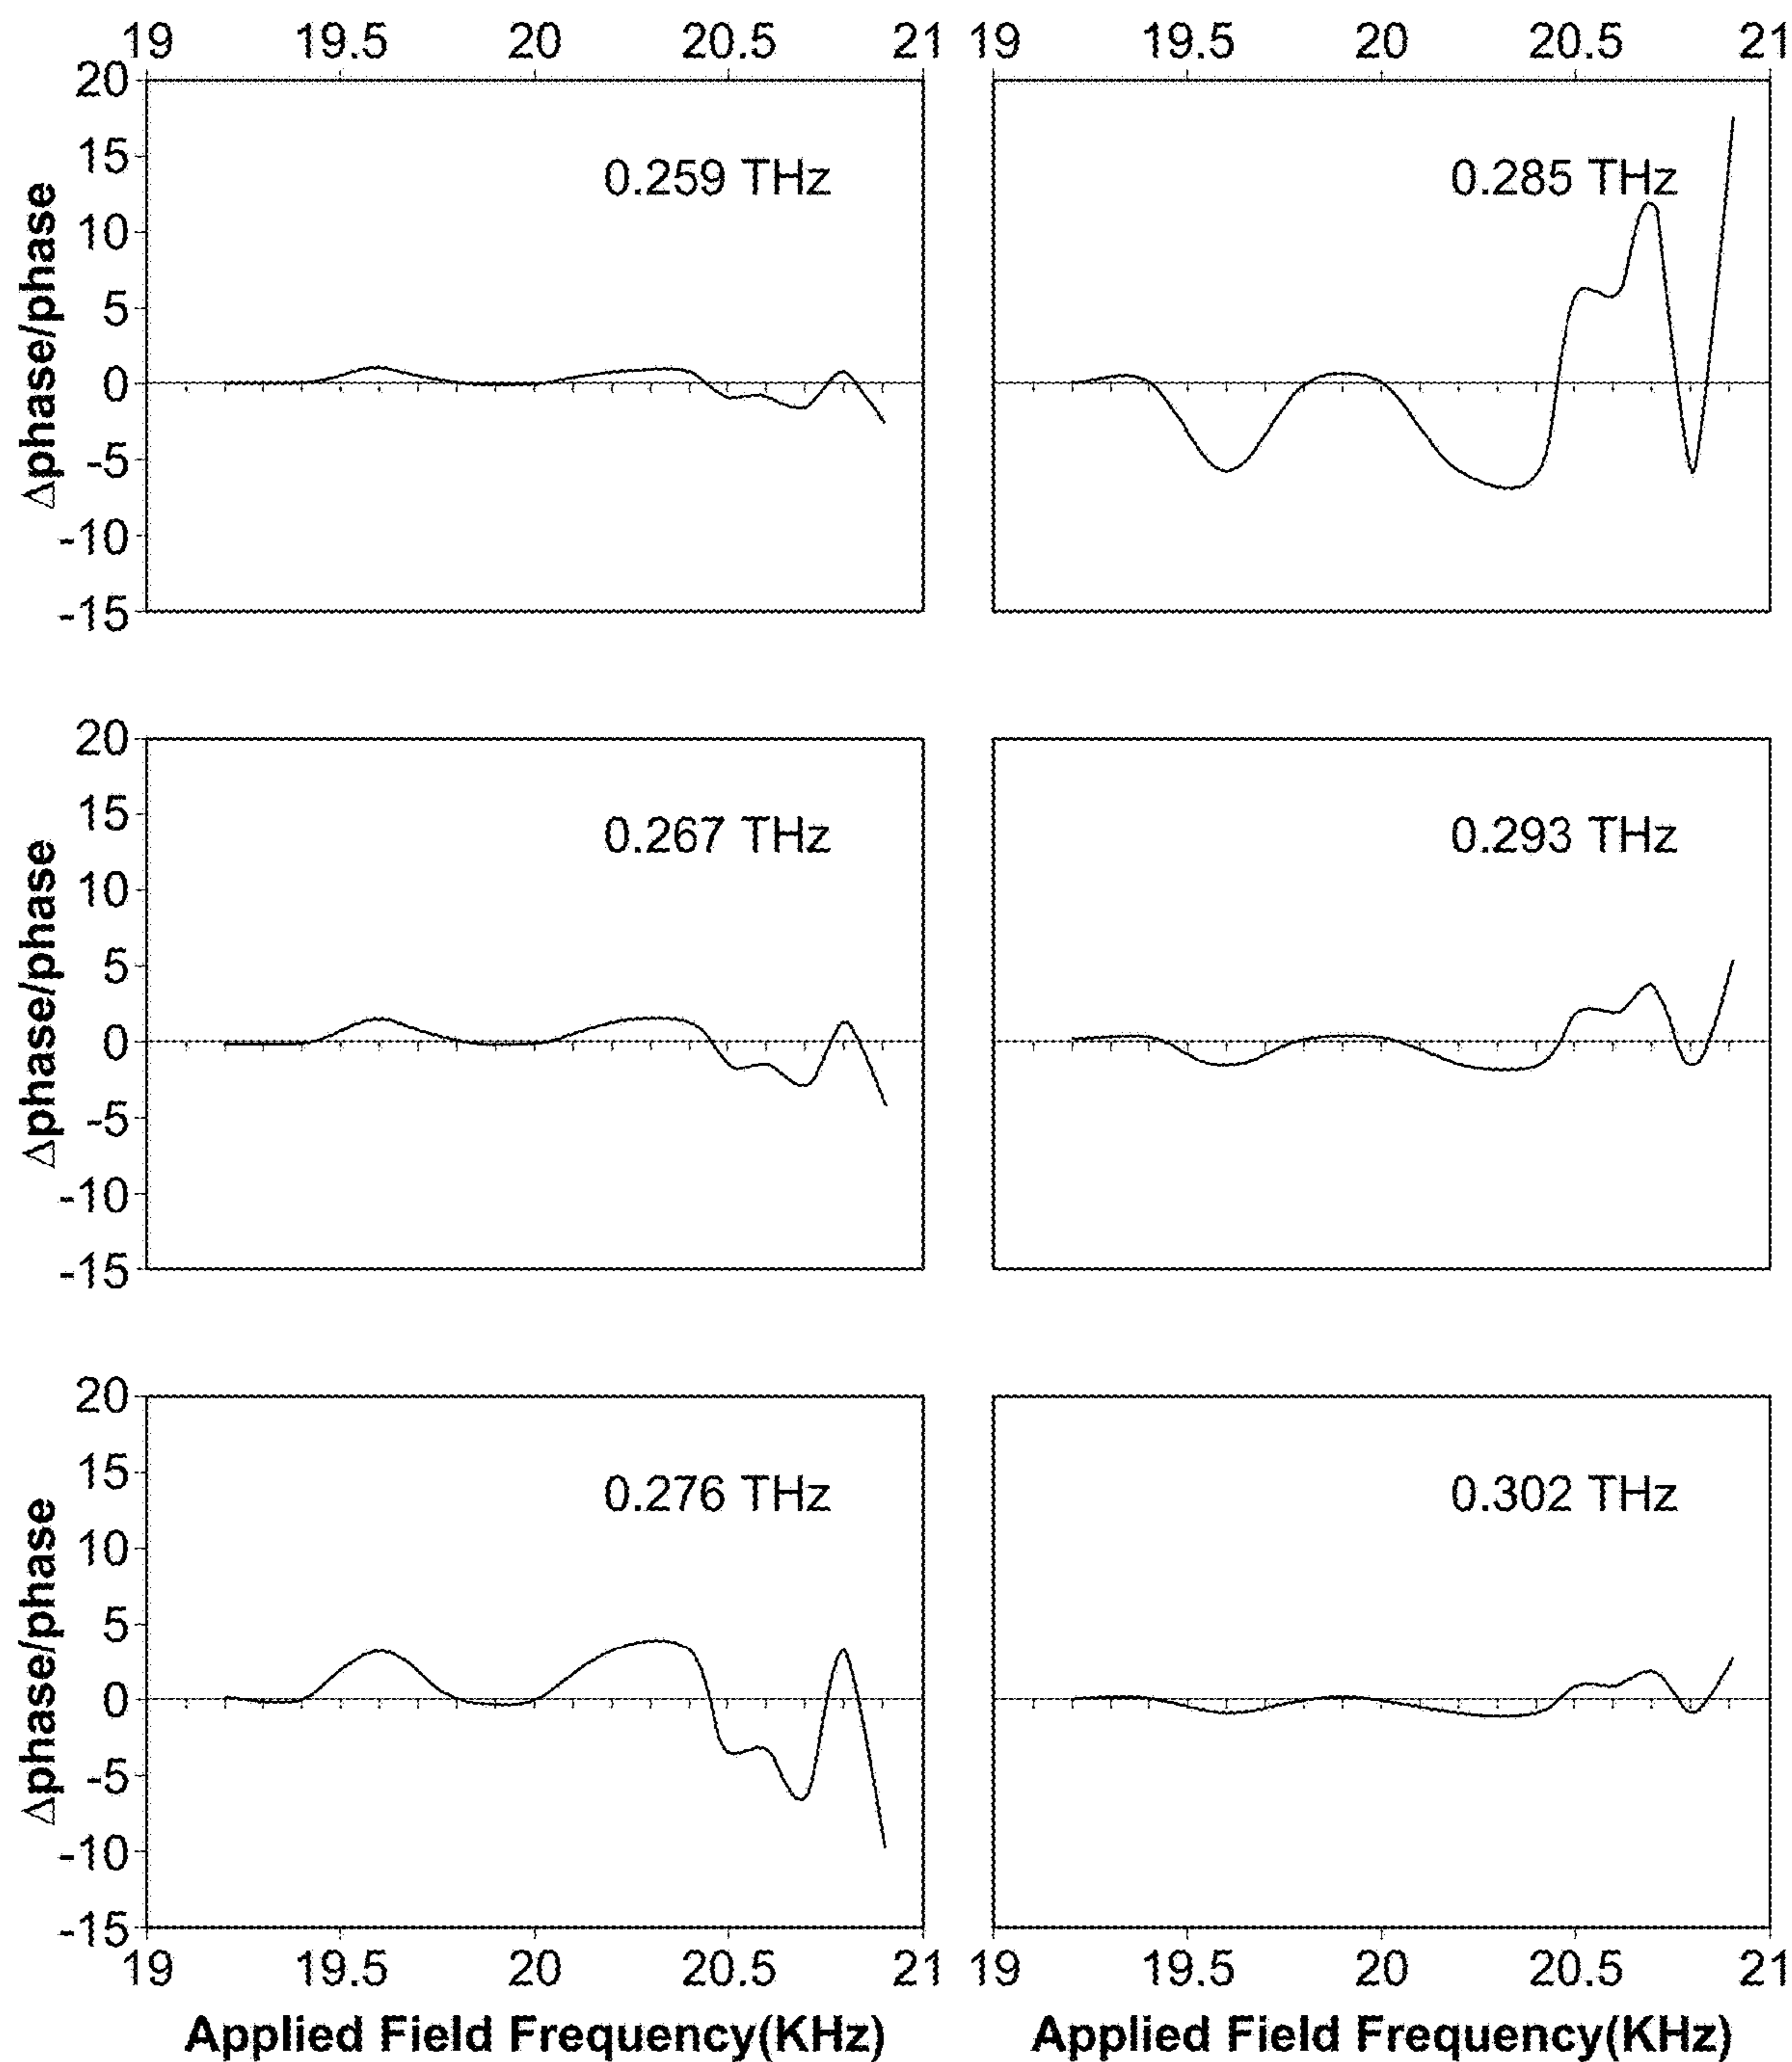 19 19.5 20 20.5 21 19 19.5 20 20.5 21
20
15
10
5
0
-5
-10
-15
Δphase/phase
0.259 THz
0.285 THz
20
15
10
5
0
-5
-10
-15
Δphase/phase
0.267 THz
0.293 THz
20
15
10
5
0
-5
-10
-15
Δphase/phase
0.276 THz
0.302 THz
19 19.5 20 20.5 21 19 19.5 20 20.5 21
Applied Field Frequency(KHz) Applied Field Frequency(KHz)